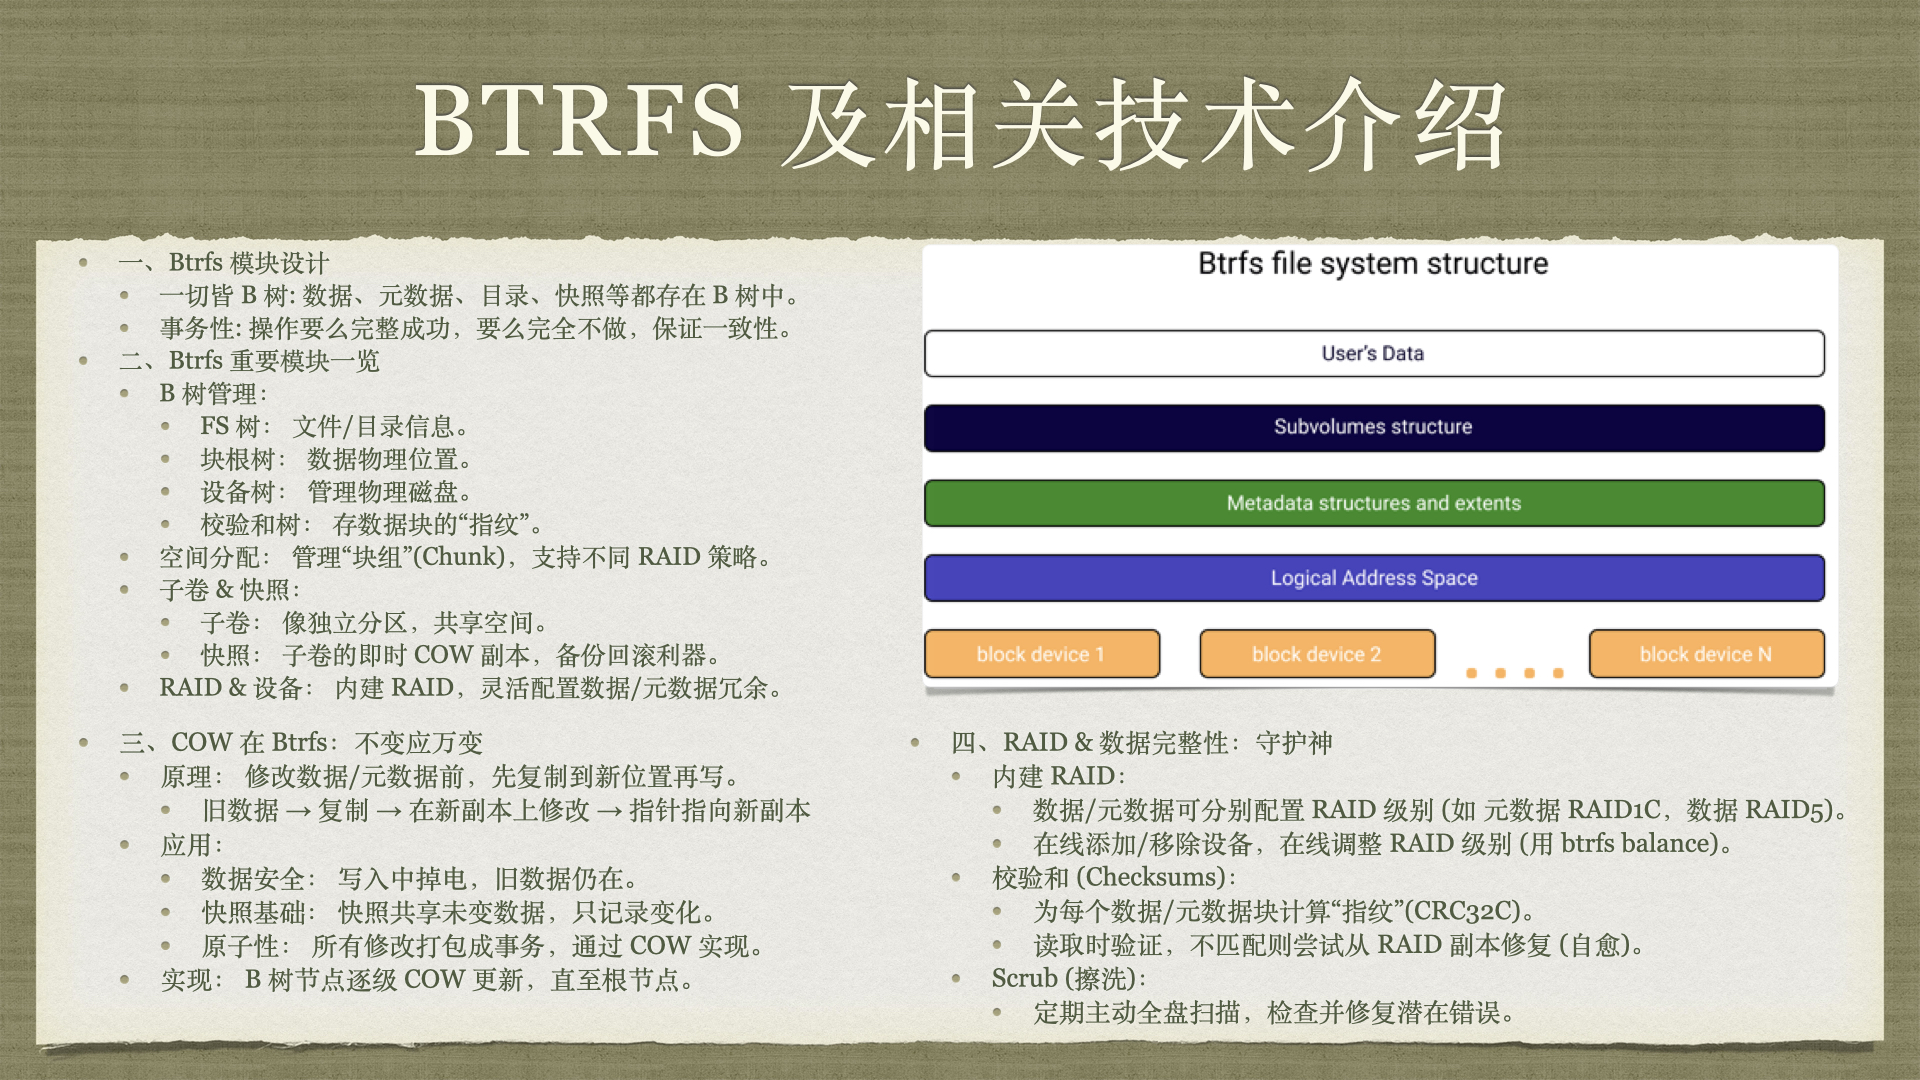 BTRFS 及相关技术介绍
一、Btrfs 模块设计
一切皆 B 树: 数据、元数据、目录、快照等都存在 B 树中。
事务性: 操作要么完整成功，要么完全不做，保证一致性。
二、Btrfs 重要模块一览
B 树管理：
FS 树： 文件/目录信息。
块根树： 数据物理位置。
设备树： 管理物理磁盘。
校验和树： 存数据块的“指纹”。
空间分配： 管理“块组”(Chunk)，支持不同 RAID 策略。
子卷 & 快照：
子卷： 像独立分区，共享空间。
快照： 子卷的即时 COW 副本，备份回滚利器。
RAID & 设备： 内建 RAID，灵活配置数据/元数据冗余。
Btrfs file system structure
User's Data
Subvolumes structure
Metadata structures and extents
Logical Address Space
block device 1
block device 2
. . . .
block device N
三、COW 在 Btrfs：不变应万变
原理： 修改数据/元数据前，先复制到新位置再写。
旧数据 → 复制 → 在新副本上修改 → 指针指向新副本
应用：
数据安全： 写入中掉电，旧数据仍在。
快照基础： 快照共享未变数据，只记录变化。
原子性： 所有修改打包成事务，通过 COW 实现。
实现： B 树节点逐级 COW 更新，直至根节点。
四、RAID & 数据完整性：守护神
内建 RAID：
数据/元数据可分别配置 RAID 级别 (如 元数据 RAID1C，数据 RAID5)。
在线添加/移除设备，在线调整 RAID 级别 (用 btrfs balance)。
校验和 (Checksums)：
为每个数据/元数据块计算“指纹”(CRC32C)。
读取时验证，不匹配则尝试从 RAID 副本修复 (自愈)。
Scrub (擦洗)：
定期主动全盘扫描，检查并修复潜在错误。